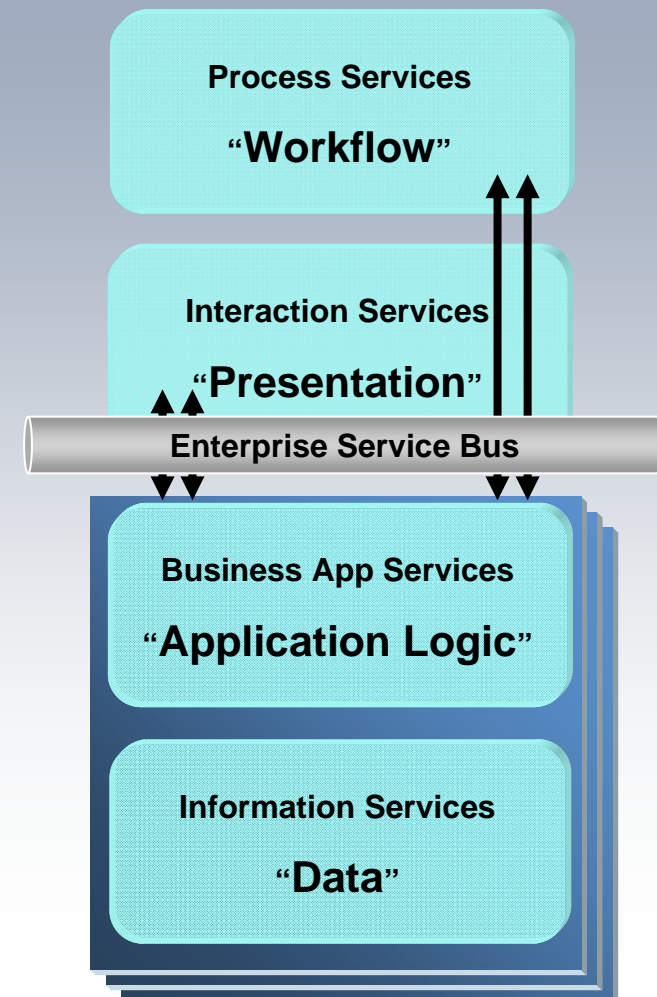 Process Services
“Workflow”
Interaction Services
“Presentation”
Enterprise Service Bus
Business App Services
“Application Logic”
Information Services
“Data”